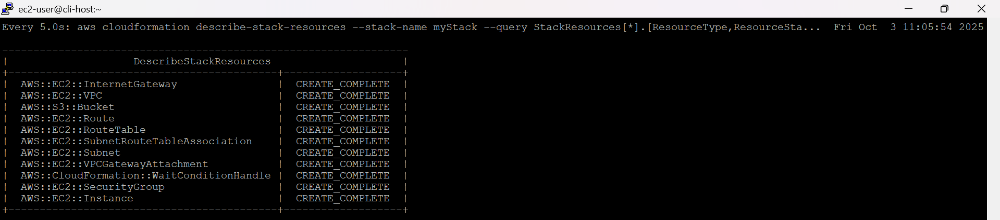 ec2-user@cli-host:~
Every 5.0s: aws cloudformation describe-stack-resources --stack-name myStack --query StackResources[*].[ResourceType,ResourceSta... Fri Oct 3 11:05:54 2025
-----------------------------------------------------------------
|                    DescribeStackResources                     |
+-------------------------------------------+-------------------+
|  AWS::EC2::InternetGateway                |  CREATE_COMPLETE  |
|  AWS::EC2::VPC                            |  CREATE_COMPLETE  |
|  AWS::S3::Bucket                          |  CREATE_COMPLETE  |
|  AWS::EC2::Route                          |  CREATE_COMPLETE  |
|  AWS::EC2::RouteTable                     |  CREATE_COMPLETE  |
|  AWS::EC2::SubnetRouteTableAssociation    |  CREATE_COMPLETE  |
|  AWS::EC2::Subnet                         |  CREATE_COMPLETE  |
|  AWS::EC2::VPCGatewayAttachment           |  CREATE_COMPLETE  |
|  AWS::CloudFormation::WaitConditionHandle |  CREATE_COMPLETE  |
|  AWS::EC2::SecurityGroup                  |  CREATE_COMPLETE  |
|  AWS::EC2::Instance                       |  CREATE_COMPLETE  |
+-------------------------------------------+-------------------+